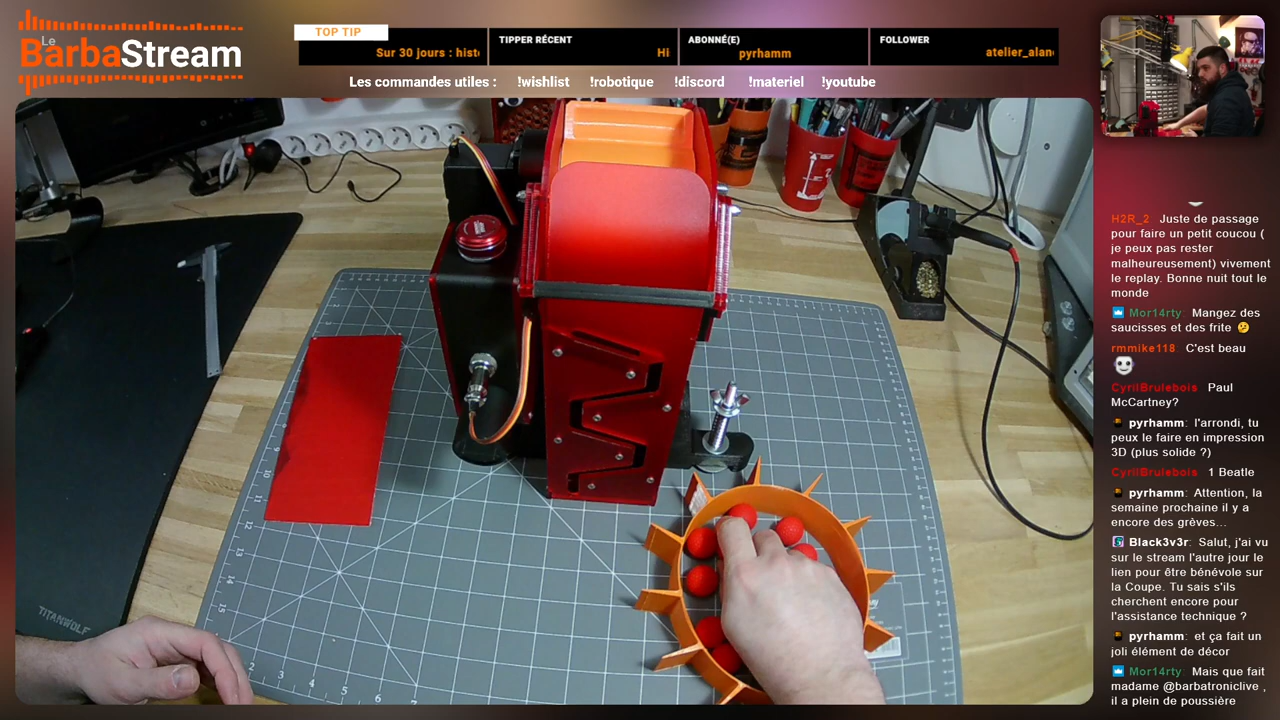 Le
BarbaStream
TOP TIP
Sur 30 jours : hist
TIPPER RÉCENT
Hi
ABONNÉ(E)
pyrhamm
FOLLOWER
atelier_alan
Les commandes utiles : !wishlist !robotique !discord !materiel !youtube
H2R_2 Juste de passage
pour faire un petit coucou (
je peux pas rester
malheureusement) vivement
le replay. Bonne nuit tout le
monde
Mor14rty Mangez des
saucisses et des frite
rmmike118 C'est beau
CyrilBrulebois Paul
McCartney?
pyrhamm: l'arrondi, tu
peux le faire en impression
3D (plus solide ?)
CyrilBrulebois 1 Beatle
pyrhamm: Attention, la
semaine prochaine il y a
encore des grèves...
Black3v3r: Salut, j'ai vu
sur le stream l'autre jour le
lien pour être bénévole sur
la Coupe. Tu sais s'ils
cherchent encore pour
l'assistance technique ?
pyrhamm: et ça fait un
joli élément de décor
Mor14rty Mais que fait
madame @barbatroniclive ,
il a plein de poussière
TITANWOLF